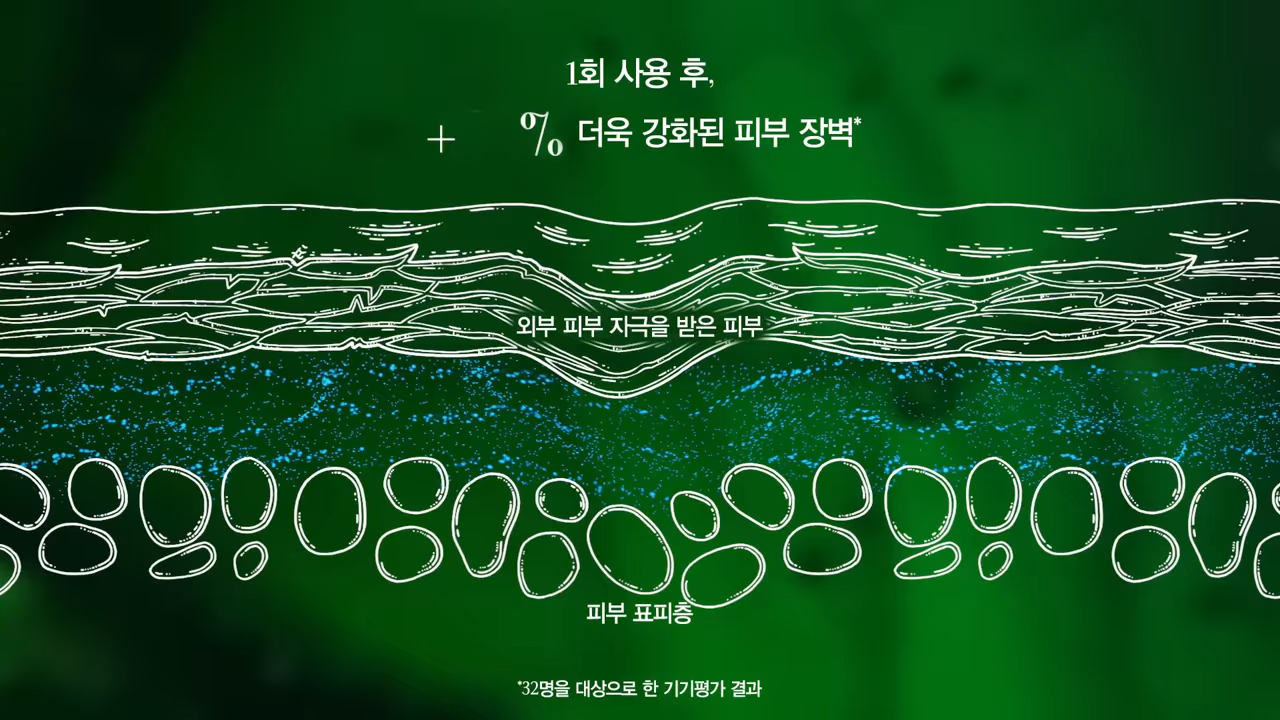 1회 사용 후,
+ % 더욱 강화된 피부 장벽*
외부 피부 자극을 받은 피부
피부 표피층
*32명을 대상으로 한 기기평가 결과